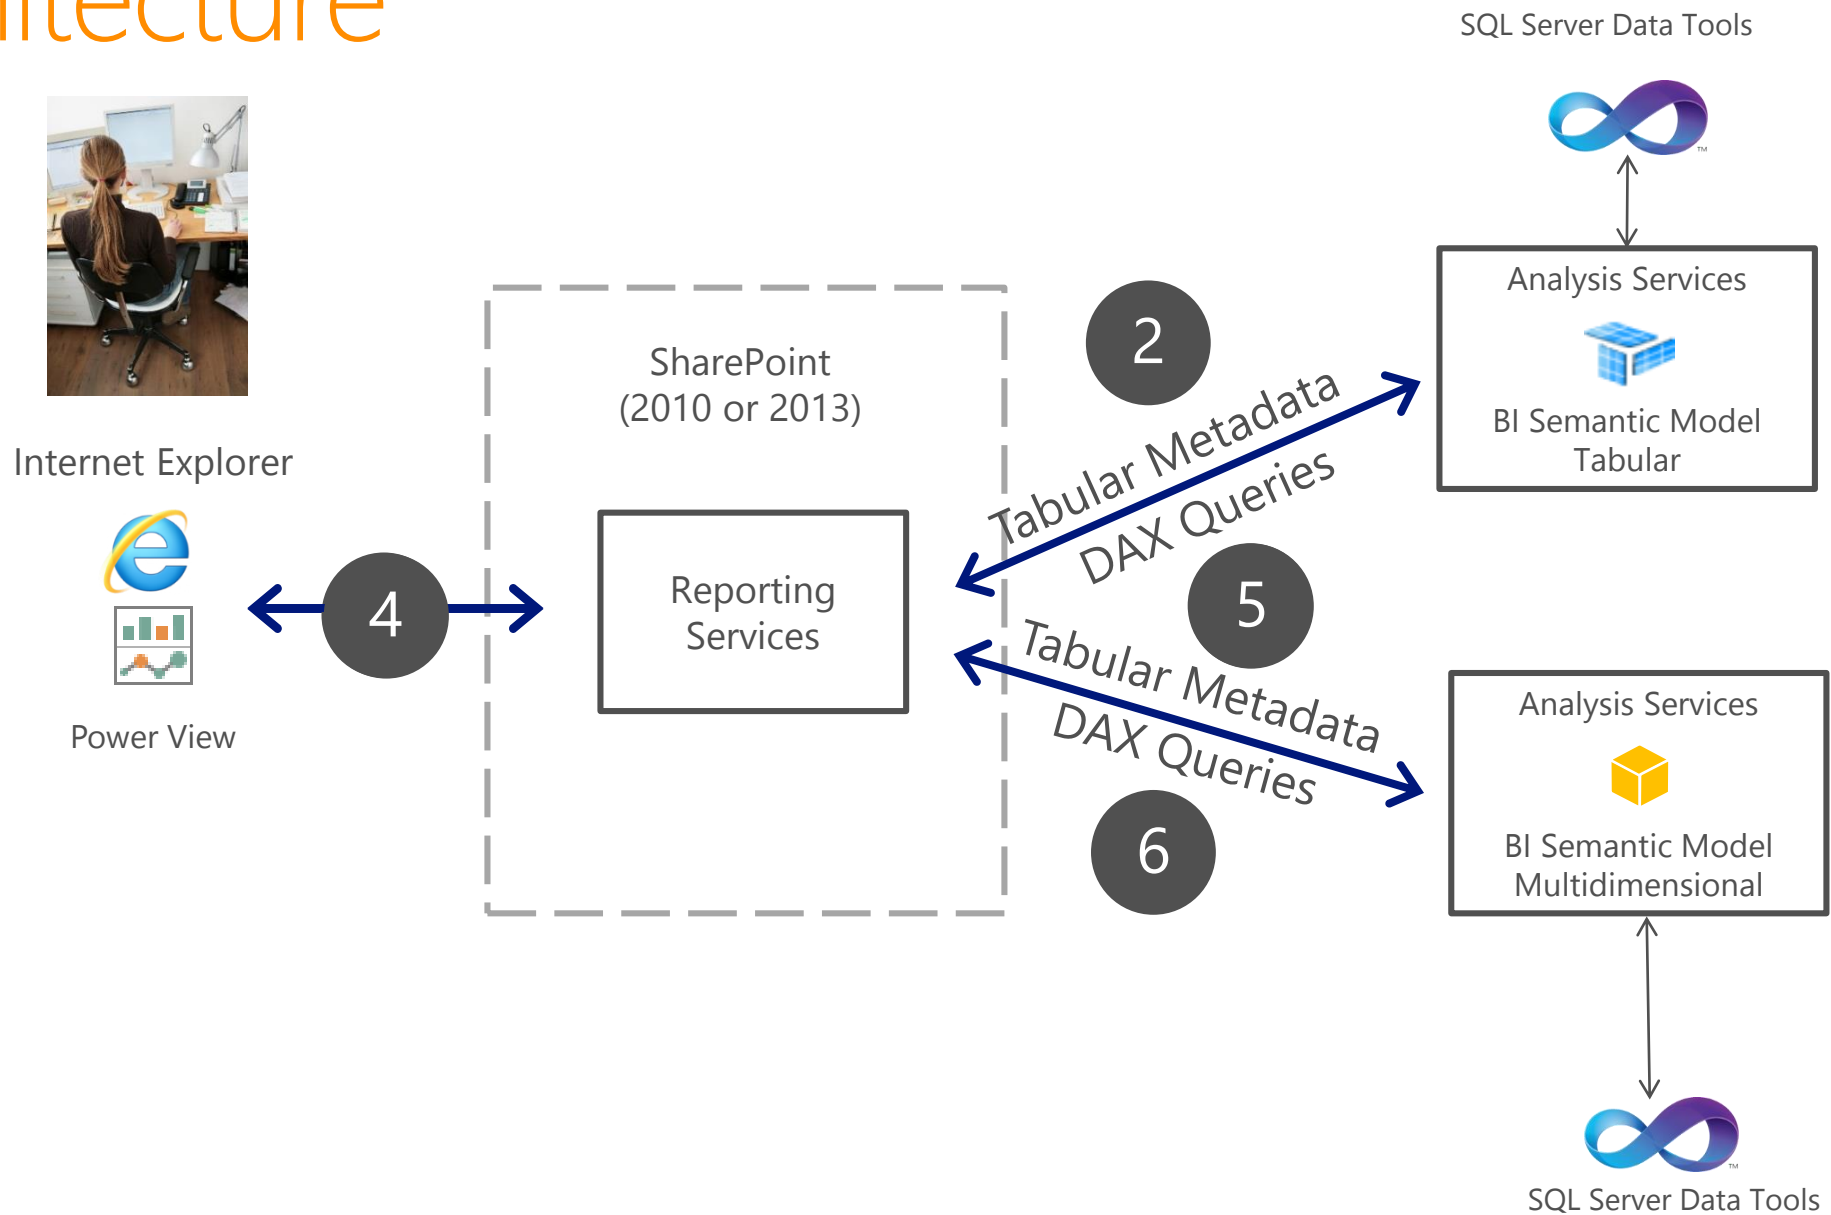 SQL Server Data Tools
Internet Explorer
Power View
SharePoint
(2010 or 2013)
Reporting
Services
4
2
Tabular Metadata
DAX Queries
5
Tabular Metadata
DAX Queries
6
Analysis Services
BI Semantic Model
Tabular
Analysis Services
BI Semantic Model
Multidimensional
TM
TM
SQL Server Data Tools